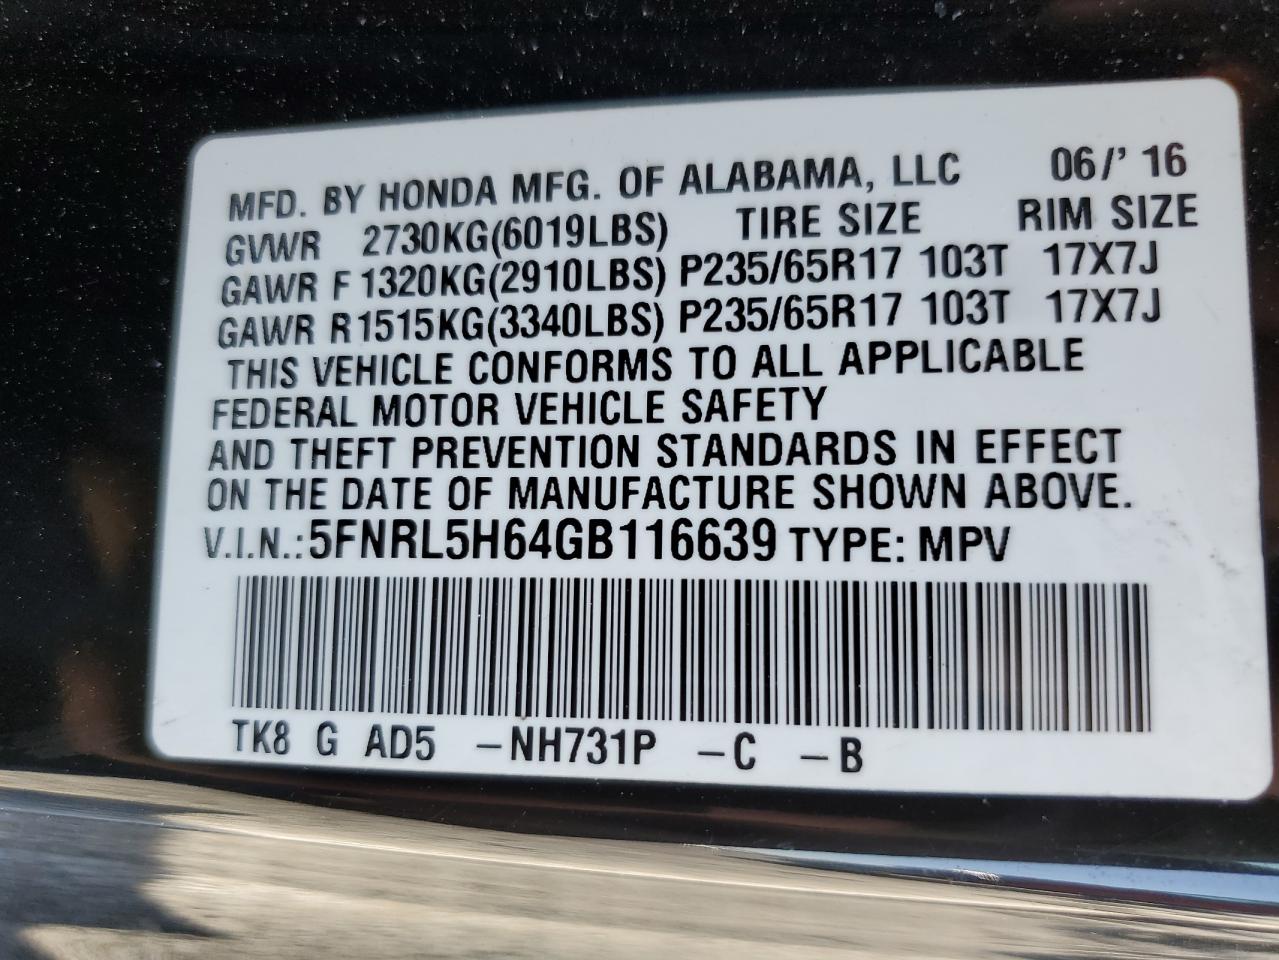 MFD. BY HONDA MFG. OF ALABAMA, LLC 06/' 16
GVWR 2730KG(6019LBS) TIRE SIZE RIM SIZE
GAWR F 1320KG(2910LBS) P235/65R17 103T 17X7J
GAWR R1515KG(3340LBS) P235/65R17 103T 17X7J
THIS VEHICLE CONFORMS TO ALL APPLICABLE
FEDERAL MOTOR VEHICLE SAFETY
AND THEFT PREVENTION STANDARDS IN EFFECT
ON THE DATE OF MANUFACTURE SHOWN ABOVE.
V.I.N.:5FNRL5H64GB116639 TYPE: MPV
TK8 G AD5 -NH731P -C -B